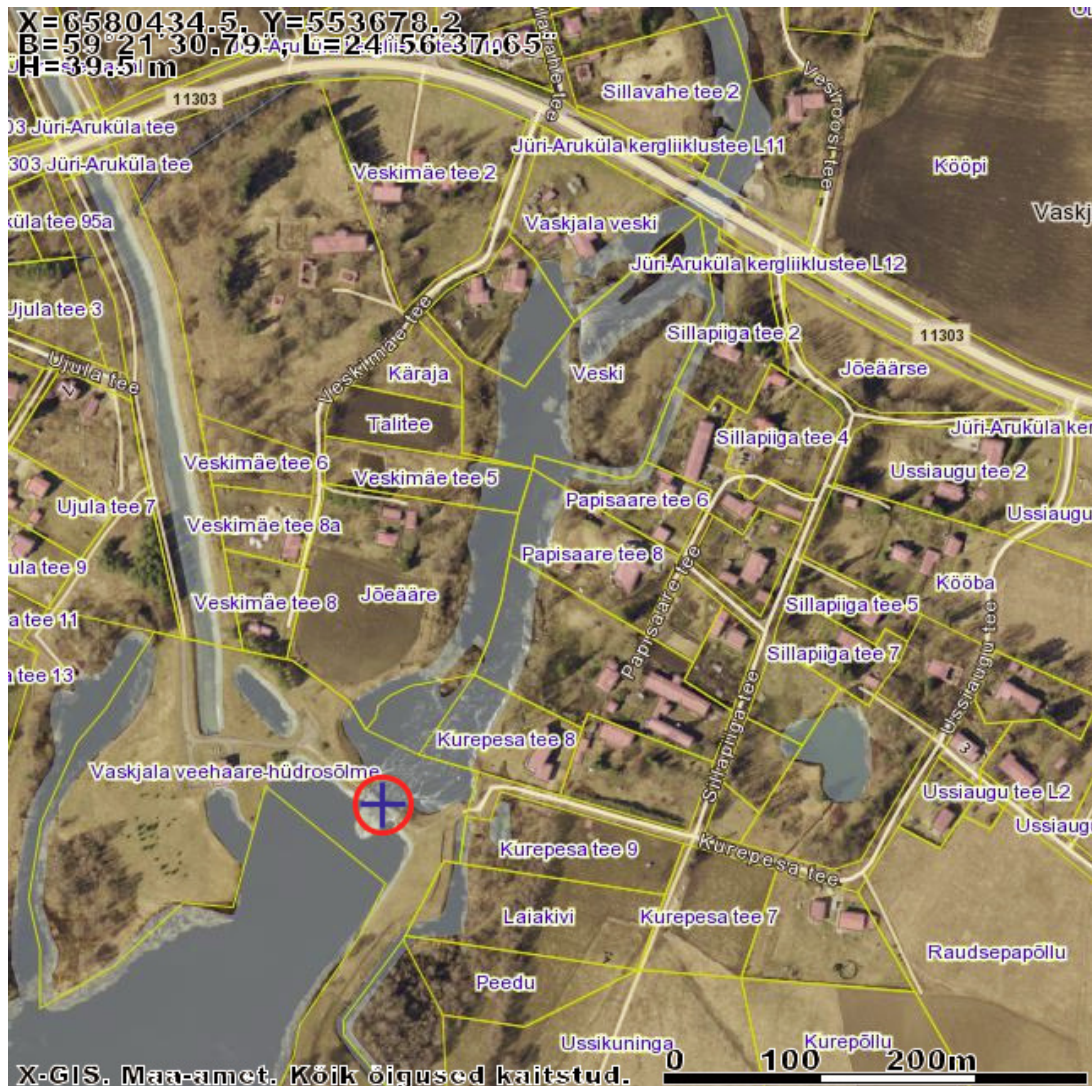 X=6580434.5, Y=553678.2
B=59°21'30.79", L=24°56'37.65"
H=39.5 m
11303
Sillavahe tee 2
03 Jüri-Aruküla tee
Jüri-Aruküla kergliiklustee L11
303 Jüri-Aruküla tee
Veskimäe tee 2
Kööpi
Vaskj
küla tee 95a
Vaskjala veski
Jüri-Aruküla kergliiklustee L12
Ujula tee 3
Sillapiiga tee 2
11303
Ujula tee
Veskimäe tee
Käraja
Veski
Jõeäärse
Talitee
Sillapiiga tee 4
Jüri-Aruküla ker
Veskimäe tee 6
Veskimäe tee 5
Ussiaugu tee 2
Ujula tee 7
Papisaare tee 6
Ussiaugu
Veskimäe tee 8a
Papisaare tee 8
ula tee 9
Kööba
Veskimäe tee 8
Jõeääre
Sillapiiga tee 5
a tee 11
Papisaare tee
Sillapiiga tee 7
Ussiaugu tee
a tee 13
Kurepesa tee 8
Sillapiiga tee
3
Vaskjala veehaare-hüdrosõlme
Ussiaugu tee L2
Ussiaugu
Kurepesa tee 9
Kurepesa tee
Laiakivi
Kurepesa tee 7
Raudsepapõllu
Peedu
Ussikuninga
Kurepõllu
0 100 200m
X-GIS. Maa-amet. Kõik õigused kaitstud.